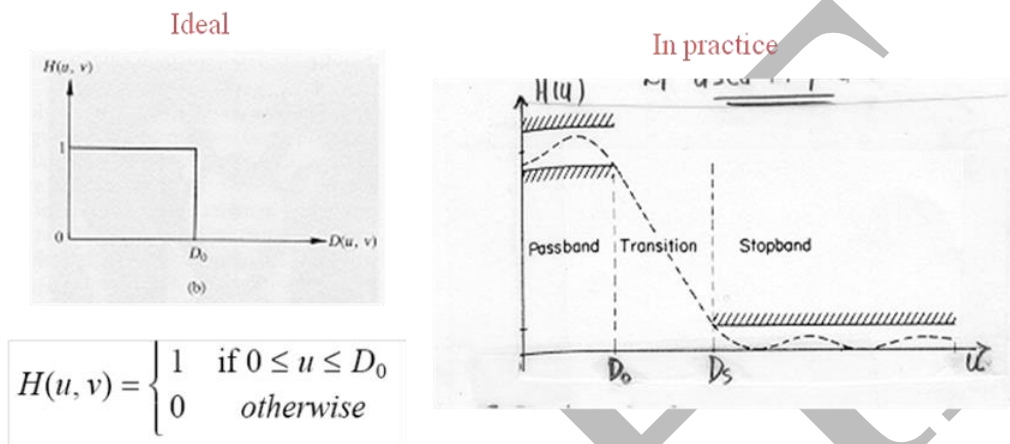 Ideal
In practice
H(u, v)
1
0
D₀
D(u, v)
(b)
H(u)
Passband
Transition
Stopband
D₀
Dₛ
u
H(u, v) = { 1 if 0 ≤ u ≤ D₀
0 otherwise